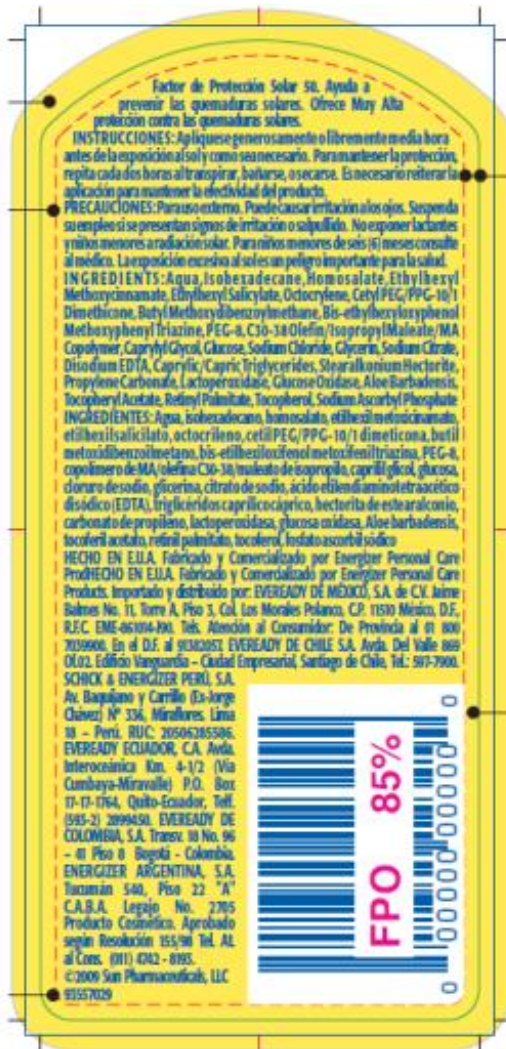 Factor de Protección Solar 50. Ayuda a
prevenir las quemaduras solares. Ofrece Muy Alta
protección contra las quemaduras solares.
INSTRUCCIONES: Aplíquese generosamente o libremente media hora
antes de la exposición al sol y como sea necesario. Para mantener la protección,
repita cada dos horas al transpirar, bañarse, o secarse. Es necesario reiterar la
aplicación para mantener la efectividad del producto.
PRECAUCIONES: Para uso externo. Puede causar irritación a los ojos. Suspenda
su empleo si se presentan signos de irritación o salpullido. No exponer lactantes
y niños menores a radiación solar. Para niños menores de seis (6) meses consulte
al médico. La exposición excesiva al sol es un peligro importante para la salud.
INGREDIENTS: Aqua, Isohexadecane, Homosalate, Ethylhexyl
Methoxycinnamate, Ethylhexyl Salicylate, Octocrylene, Cetyl PEG/PPG-10/1
Dimethicone, Butyl Methoxydibenzoylmethane, Bis-ethylhexyloxyphenol
Methoxyphenyl Triazine, PEG-8, C30-38 Olefin/Isopropyl Maleate/MA
Copolymer, Caprylyl Glycol, Glucose, Sodium Chloride, Glycerin, Sodium Citrate,
Disodium EDTA, Caprylic/Capric Triglycerides, Stearalkonium Hectorite,
Propylene Carbonate, Lactoperoxidase, Glucose Oxidase, Aloe Barbadensis,
Tocopheryl Acetate, Retinyl Palmitate, Tocopherol, Sodium Ascorbyl Phosphate
INGREDIENTES: Agua, isohexadecano, homosalato, etilhexil metoxicinamato,
etilhexil salicilato, octocrileno, cetil PEG/PPG-10/1 dimeticona, butil
metoxidibenzoilmetano, bis-etilhexiloxifenol metoxifenil triazina, PEG-8,
copolímero de MA/olefina C30-38/maleato de isopropilo, caprilil glicol, glucosa,
cloruro de sodio, glicerina, citrato de sodio, ácido etilendiaminotetraacético
disódico (EDTA), triglicéridos caprílico cáprico, hectorita de estearalconio,
carbonato de propileno, lactoperoxidasa, glucosa oxidasa, Aloe barbadensis,
tocoferil acetato, retinil palmitato, tocoferol, fosfato ascorbil sódico
HECHO EN E.U.A. Fabricado y Comercializado por Energizer Personal Care
ProdHECHO EN E.U.A. Fabricado y Comercializado por Energizer Personal Care
Products. Importado y distribuido por: EVEREADY DE MÉXICO, S.A. de C.V. Jaime
Balmes No. 11, Torre A, Piso 3, Col. Los Morales Polanco, C.P. 11510 México, D.F.,
R.F.C. EME-861014-I90. Tels. Atención al Consumidor: De Provincia al 01 800
7039900. En el D.F. al 91382057. EVEREADY DE CHILE S.A. Avda. Del Valle 869
Of.02. Edificio Vanguardia – Ciudad Empresarial, Santiago de Chile, Tel.: 597-7900.
SCHICK & ENERGIZER PERÚ, S.A.
Av. Baquijano y Carrillo (Ex-Jorge
Chávez) N° 336, Miraflores. Lima
18 – Perú. RUC: 20506285586.
EVEREADY ECUADOR, C.A. Avda.
Interoceánica Km. 4-1/2 (Vía
Cumbaya-Miravalle) P.O. Box
17-17-1764, Quito-Ecuador, Telf.
(593-2) 2899450. EVEREADY DE
COLOMBIA, S.A. Transv. 18 No. 96
– 41 Piso 8 Bogotá - Colombia,
ENERGIZER ARGENTINA, S.A.
Tucumán 540, Piso 22 "A"
C.A.B.A. Legajo No. 2705
Producto Cosmético. Aprobado
según Resolución 155/98 Tel. At.
al Cons. (011) 4742 - 8193.
©2009 Sun Pharmaceuticals, LLC
93557029
FPO 85%
0 00000 00000 0